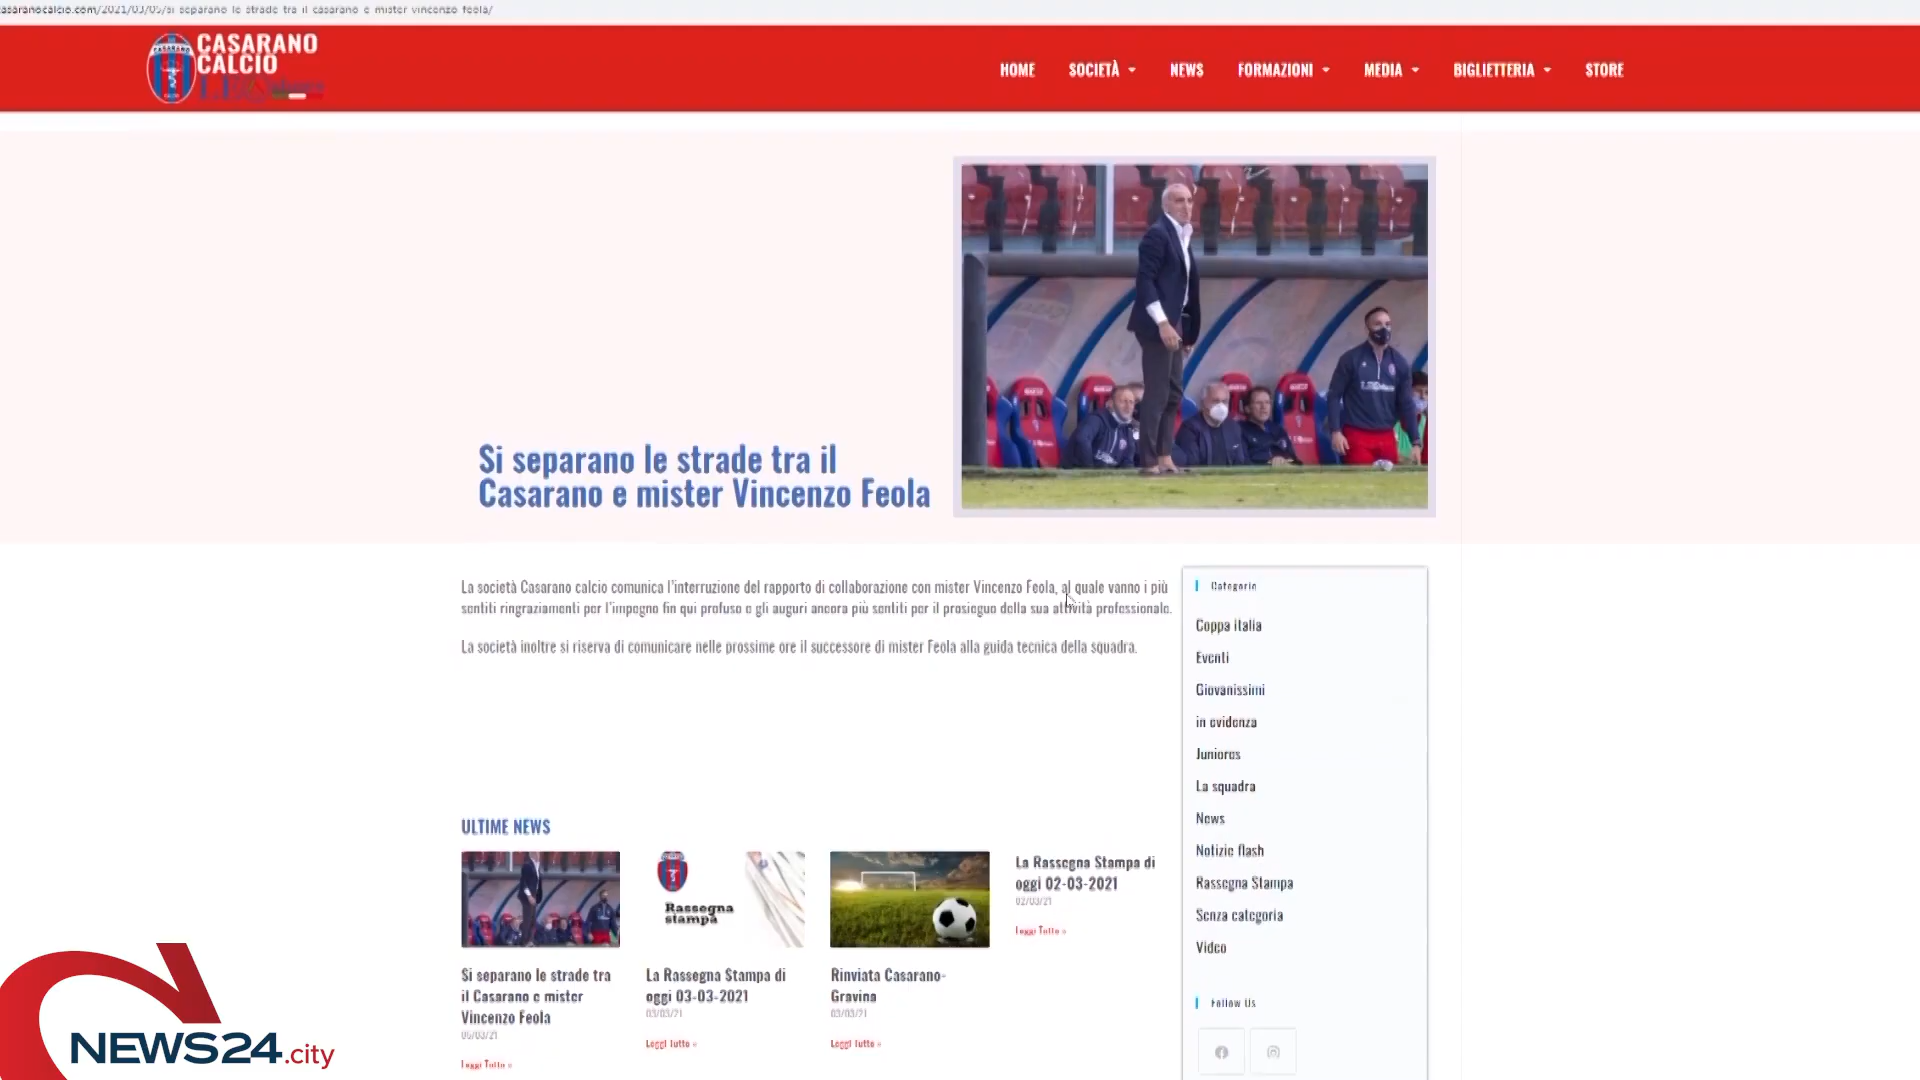 asaranocalcio.com/2021/03/05/si separano le strade tra il casarano e mister vincenzo feola/
CASARANO
CALCIO
HOME SOCIETÀ NEWS FORMAZIONI MEDIA BIGLIETTERIA STORE
Si separano le strade tra il
Casarano e mister Vincenzo Feola
La società Casarano calcio comunica l'interruzione del rapporto di collaborazione con mister Vincenzo Feola, al quale vanno i più
sentiti ringraziamenti per l'impegno fin qui profuso e gli auguri ancora più sentiti per il prosieguo della sua attività professionale.
La società inoltre si riserva di comunicare nelle prossime ore il successore di mister Feola alla guida tecnica della squadra.
Categorie
Coppa italia
Eventi
Giovanissimi
in evidenza
Juniores
La squadra
News
Notizie flash
Rassegna Stampa
Senza categoria
Video
Follow Us
ULTIME NEWS
Rassegna
stampa
Si separano le strade tra
il Casarano e mister
Vincenzo Feola
05/03/21
Leggi Tutto »
La Rassegna Stampa di
oggi 03-03-2021
03/03/21
Leggi Tutto »
Rinviata Casarano-
Gravina
03/03/21
Leggi Tutto »
La Rassegna Stampa di
oggi 02-03-2021
02/03/21
Leggi Tutto »
NEWS24.city